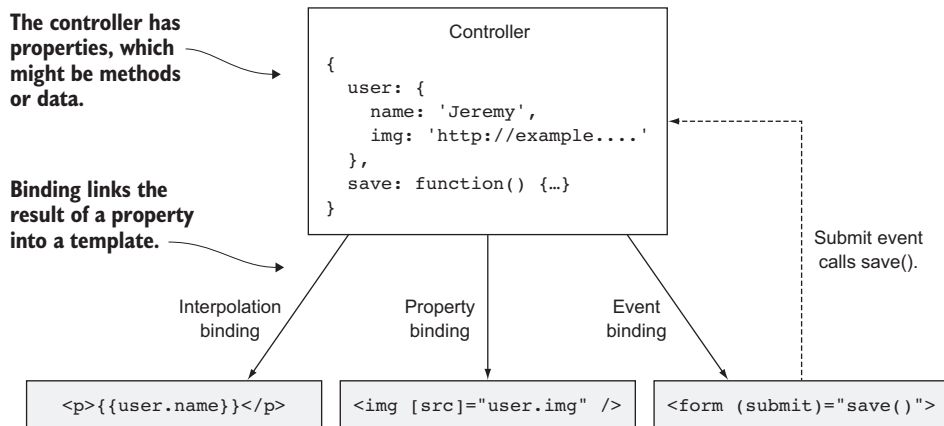 The controller has
properties, which
might be methods
or data.
Controller
{
  user: {
    name: 'Jeremy',
    img: 'http://example....'
  },
  save: function() {…}
}
Binding links the
result of a property
into a template.
Submit event
calls save().
Interpolation
binding
Property
binding
Event
binding
<p>{{user.name}}</p>
<img [src]="user.img" />
<form (submit)="save()">